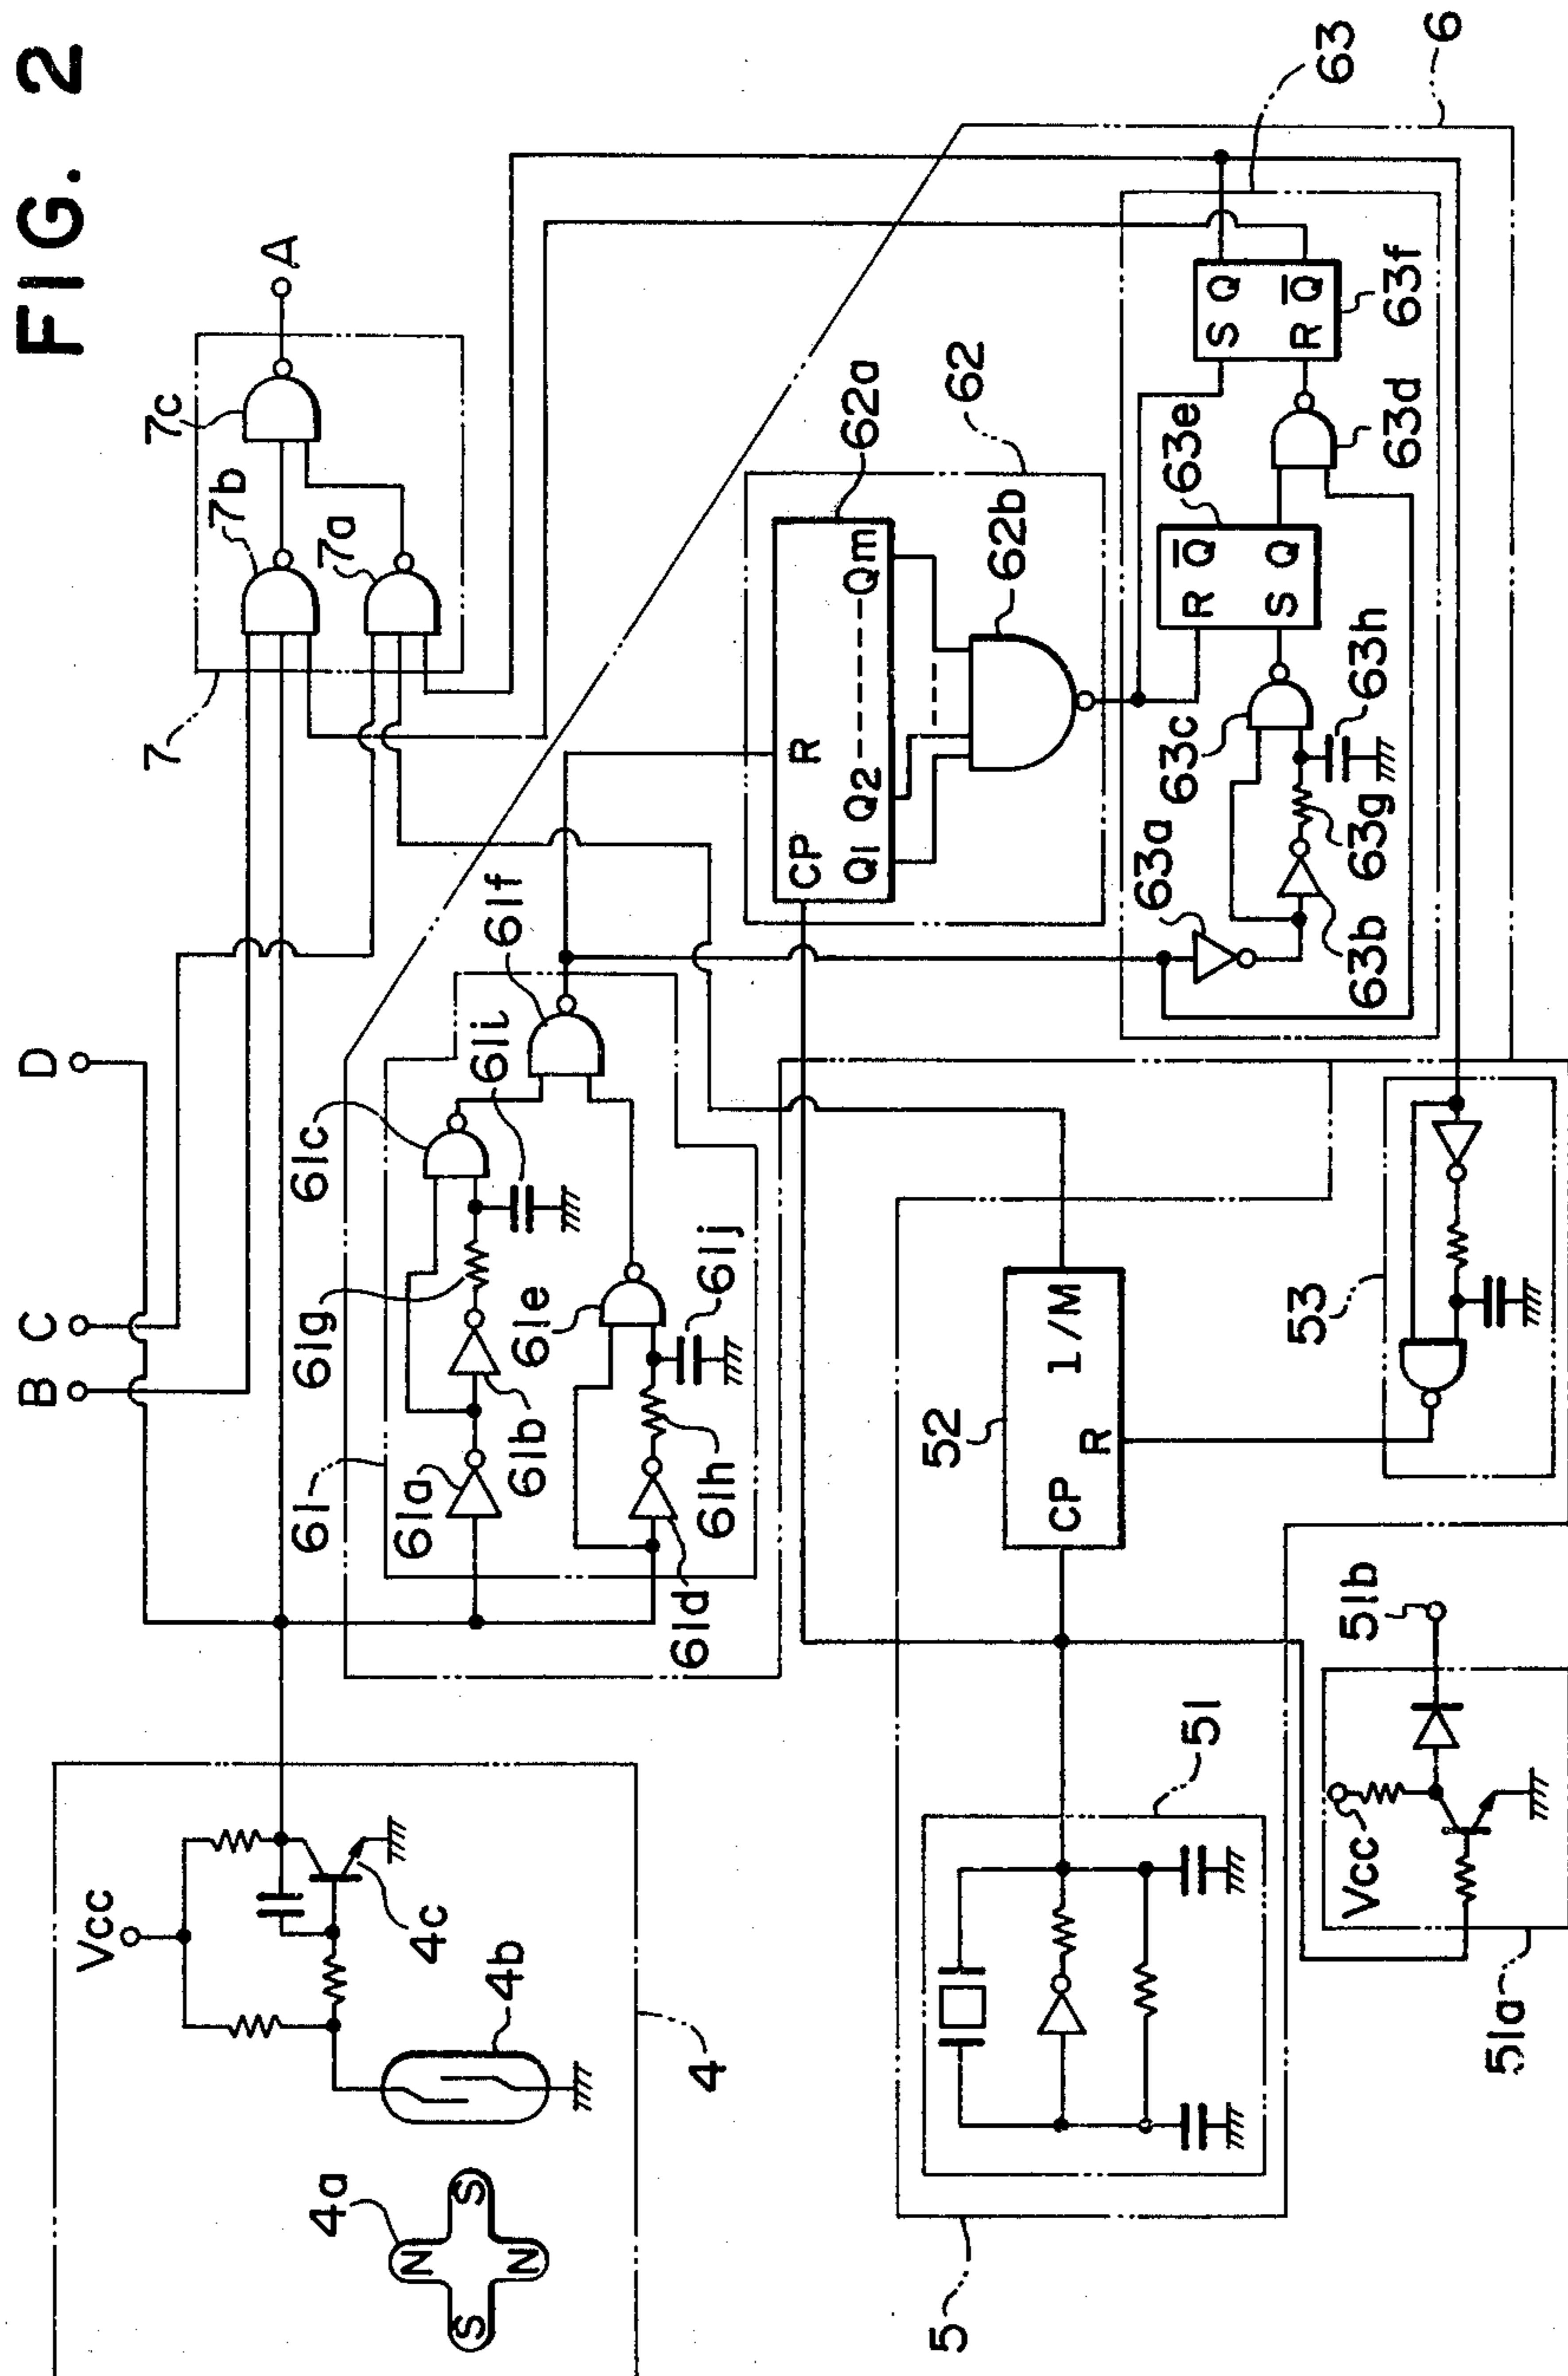 FIG. 2
A
7c
7b
7a
7
B
C
D
61
61a
61b
61c
61d
61e
61f
61g
61h
61i
61j
Vcc
4a
4b
4c
4
N
S
S
N
CP
R
Q1
Q2
Qm
62a
62b
62
63
6
63a
63b
63c
63d
63e
63f
63g
63h
R
Q
S
Q
S
Q
R
Q
52
CP
1/M
R
53
51
5
Vcc
51a
51b